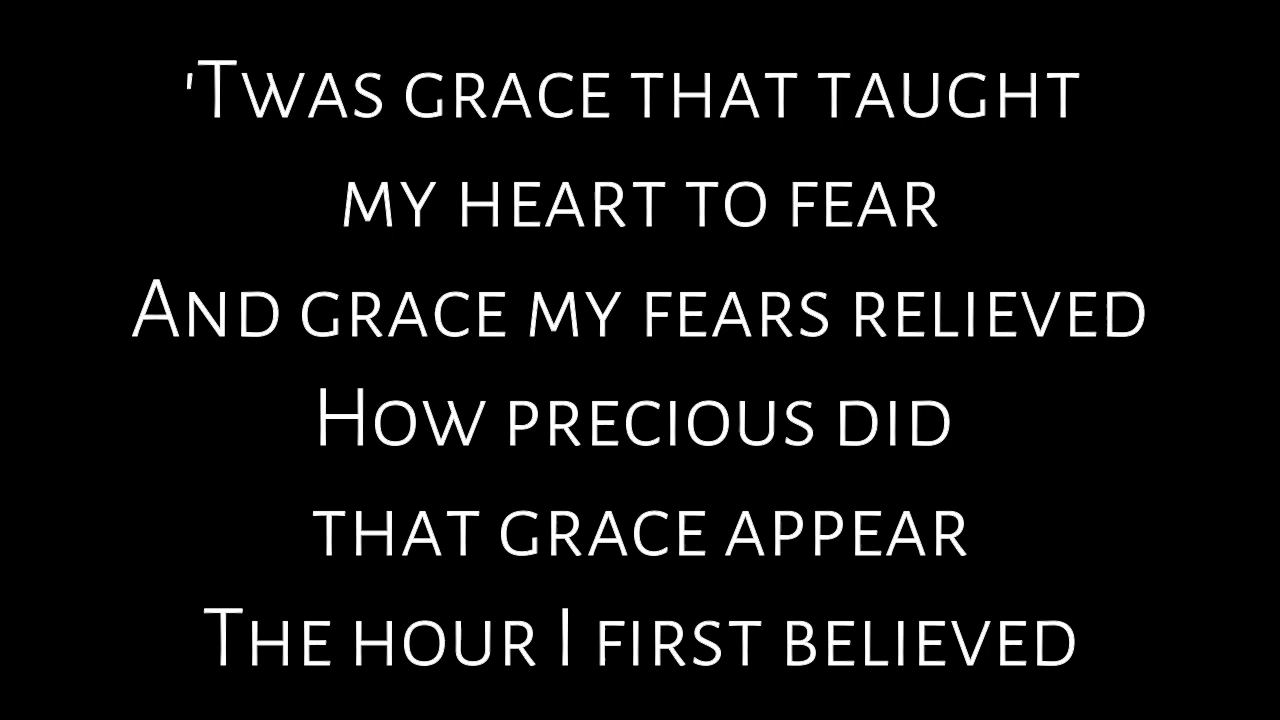 'Twas grace that taught
my heart to fear
And grace my fears relieved
How precious did
that grace appear
The hour I first believed